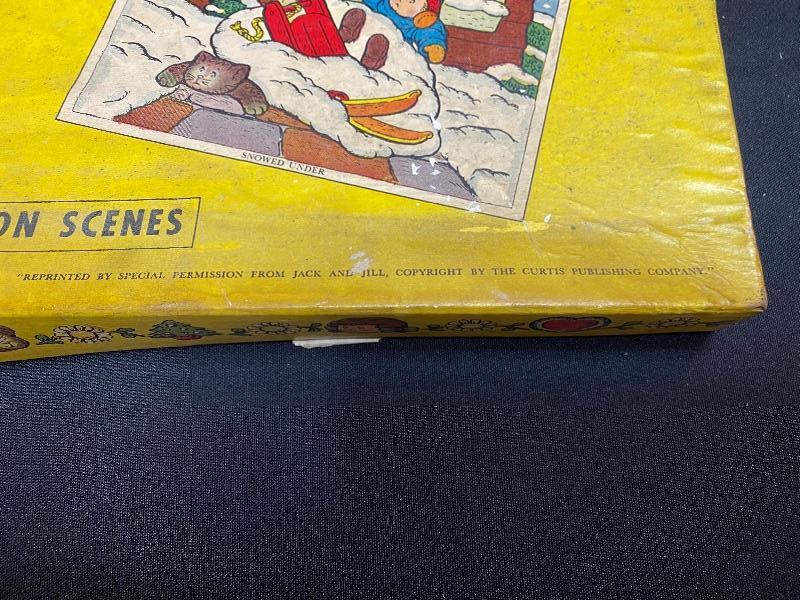 SNOWED UNDER
ON SCENES
"REPRINTED BY SPECIAL PERMISSION FROM JACK AND JILL, COPYRIGHT BY THE CURTIS PUBLISHING COMPANY."